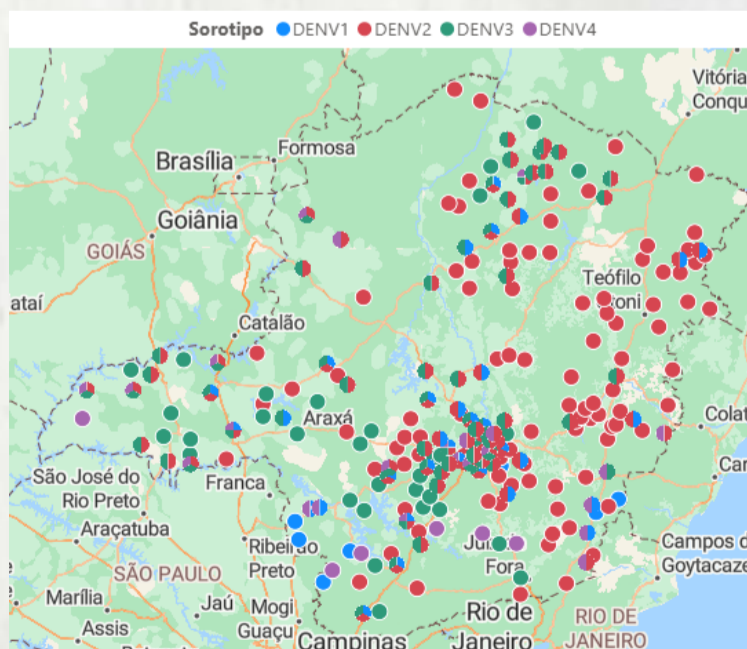 Sorotipo DENV1 DENV2 DENV3 DENV4
Vitória
Conqu
Formosa
Brasília
Goiânia
GOIÁS
ataí
Teófilo
toni
Catalão
Araxá
Colat
São José do
Rio Preto
Franca
Car
Araçatuba
Ribeirão
Preto
Jui
Fora
Campos d
Goytacaze
SÃO PAULO
Marília
Jaú
Mogi
Guaçu
Rio de
Janeiro
RIO DE
JANEIRO
Assis
Campinas